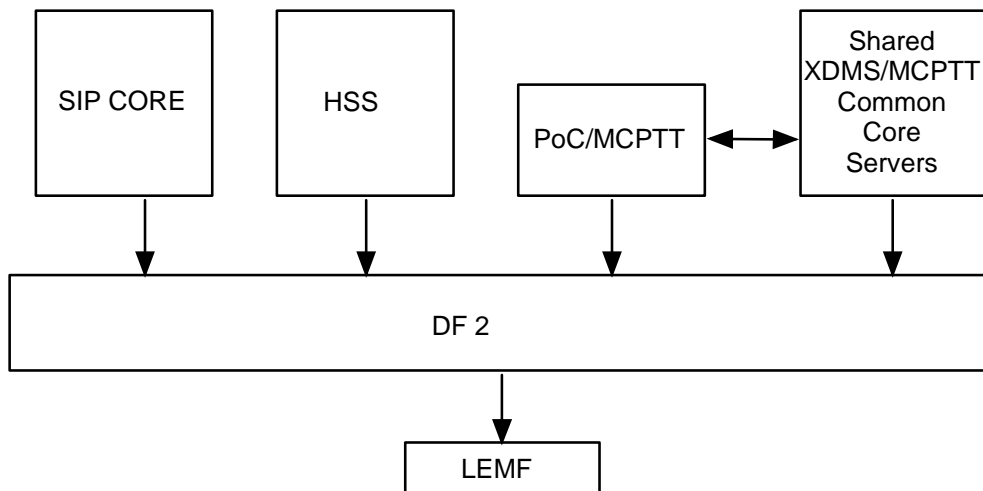 SIP CORE
HSS
PoC/MCPTT
Shared
XDMS/MCPTT
Common
Core
Servers
DF 2
LEMF